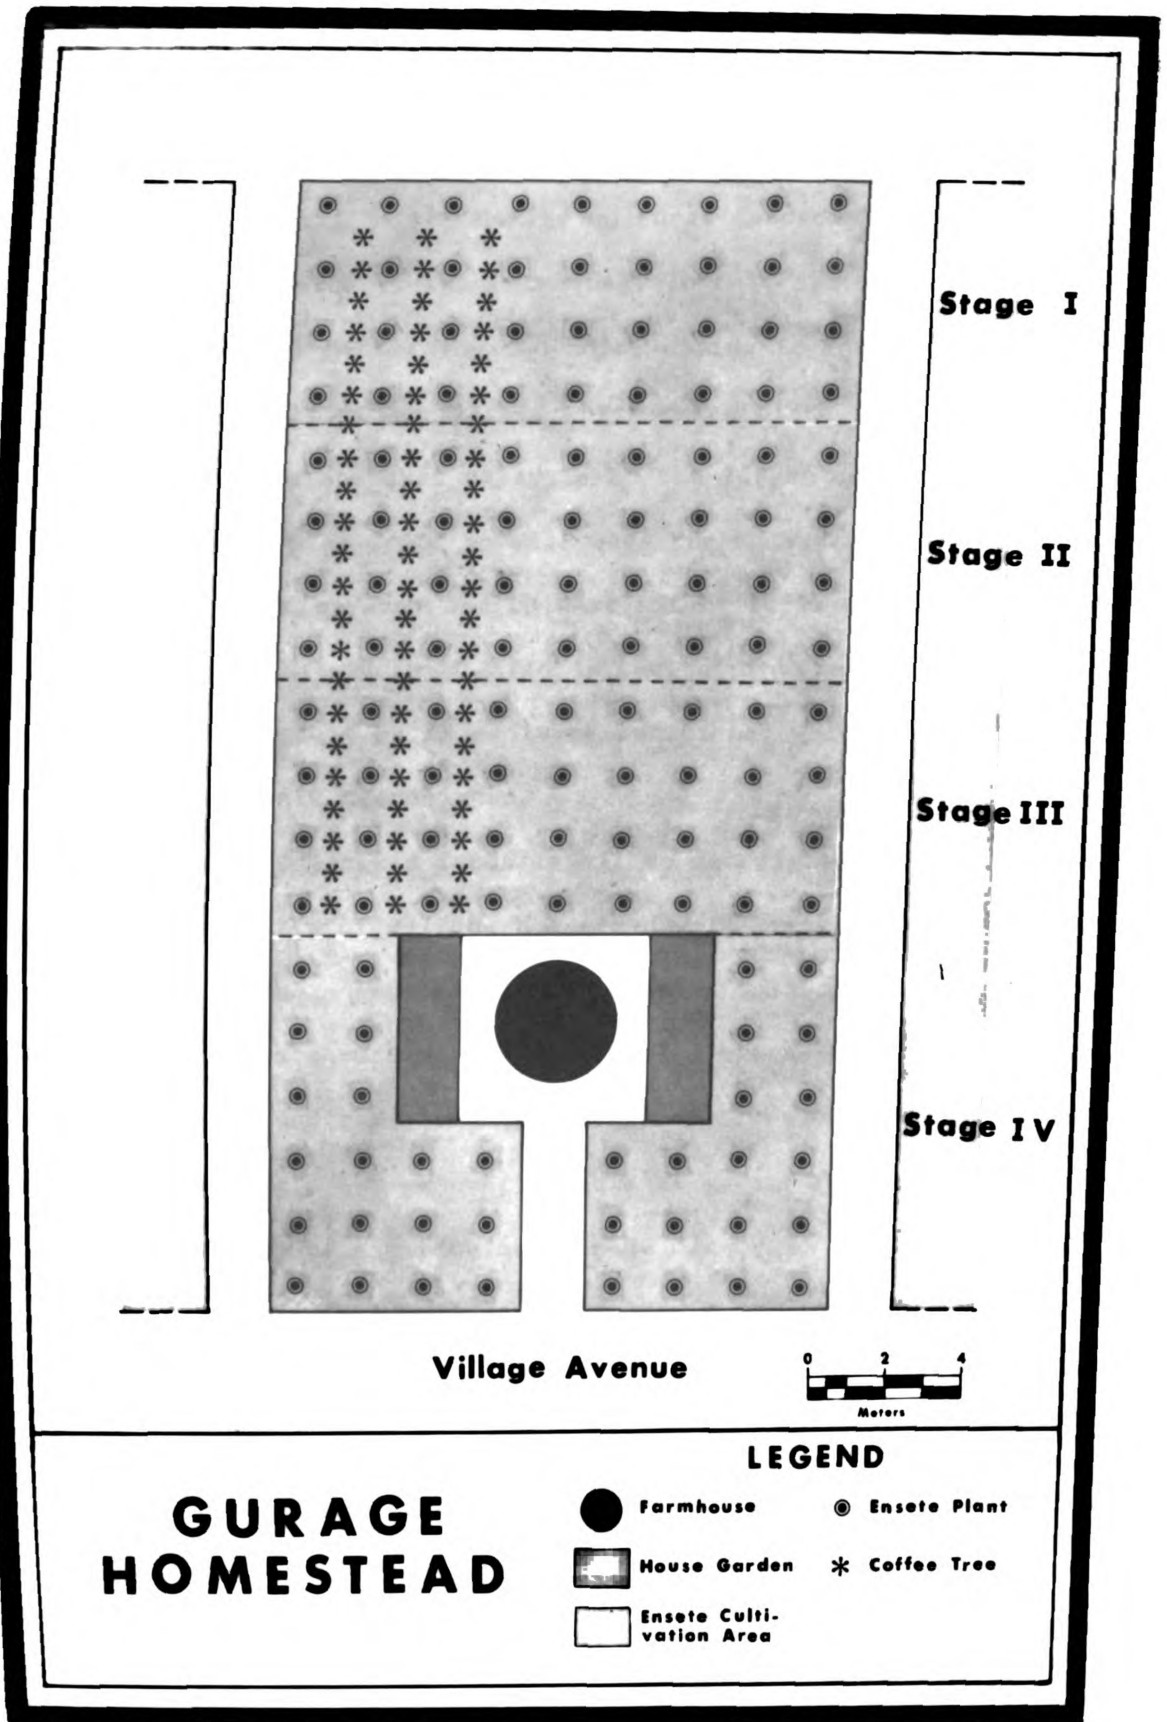 Stage I
Stage II
Stage III
Stage IV
Village Avenue
0 2 4
Meters
GURAGE
HOMESTEAD
LEGEND
Farmhouse
Ensete Plant
House Garden
Coffee Tree
Ensete Culti-
vation Area